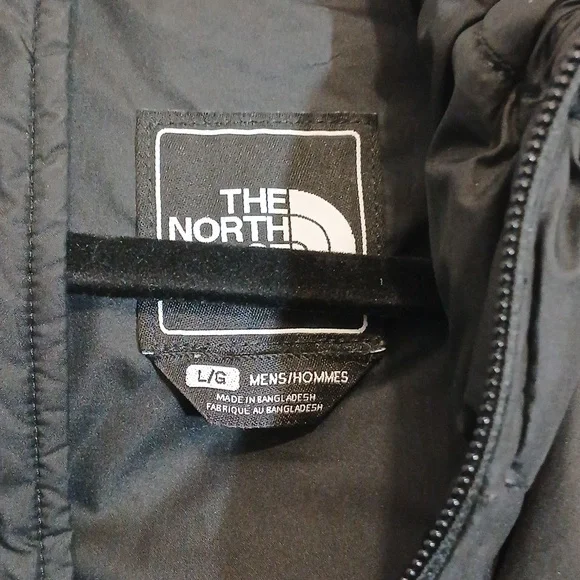 THE
NORTH
L/G MENS/HOMMES
MADE IN BANGLADESH
FABRIQUE AU BANGLADESH